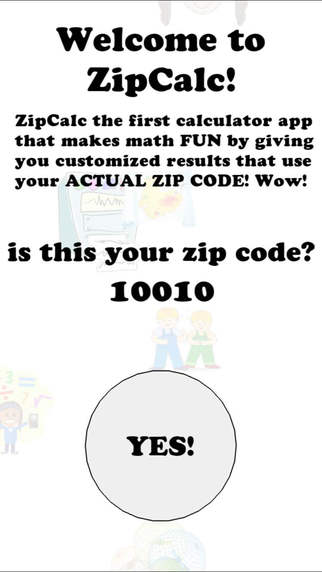 Welcome to
ZipCalc!
ZipCalc the first calculator app
that makes math FUN by giving
you customized results that use
your ACTUAL ZIP CODE! Wow!
is this your zip code?
10010
YES!